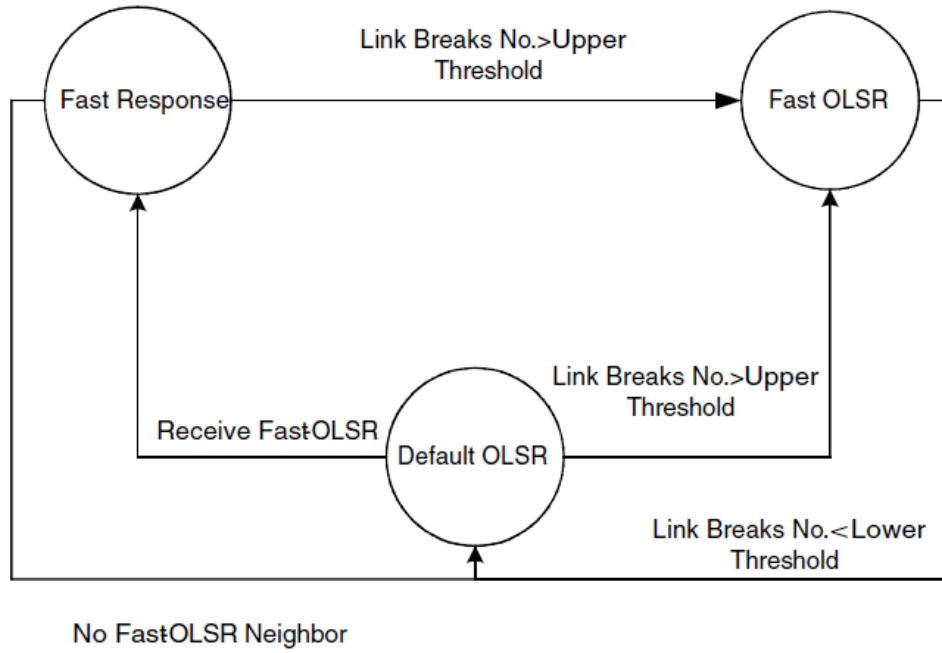 Link Breaks No.>Upper
Threshold
Fast Response
Fast OLSR
Link Breaks No.>Upper
Threshold
Receive Fast-OLSR
Default OLSR
Link Breaks No.<Lower
Threshold
No Fast-OLSR Neighbor